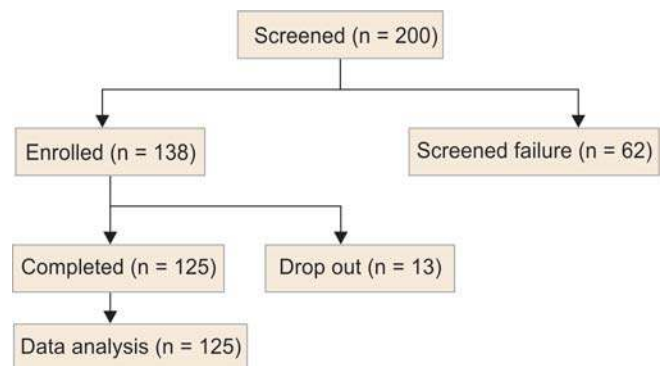 Screened (n = 200)
Enrolled (n = 138)
Screened failure (n = 62)
Completed (n = 125)
Drop out (n = 13)
Data analysis (n = 125)